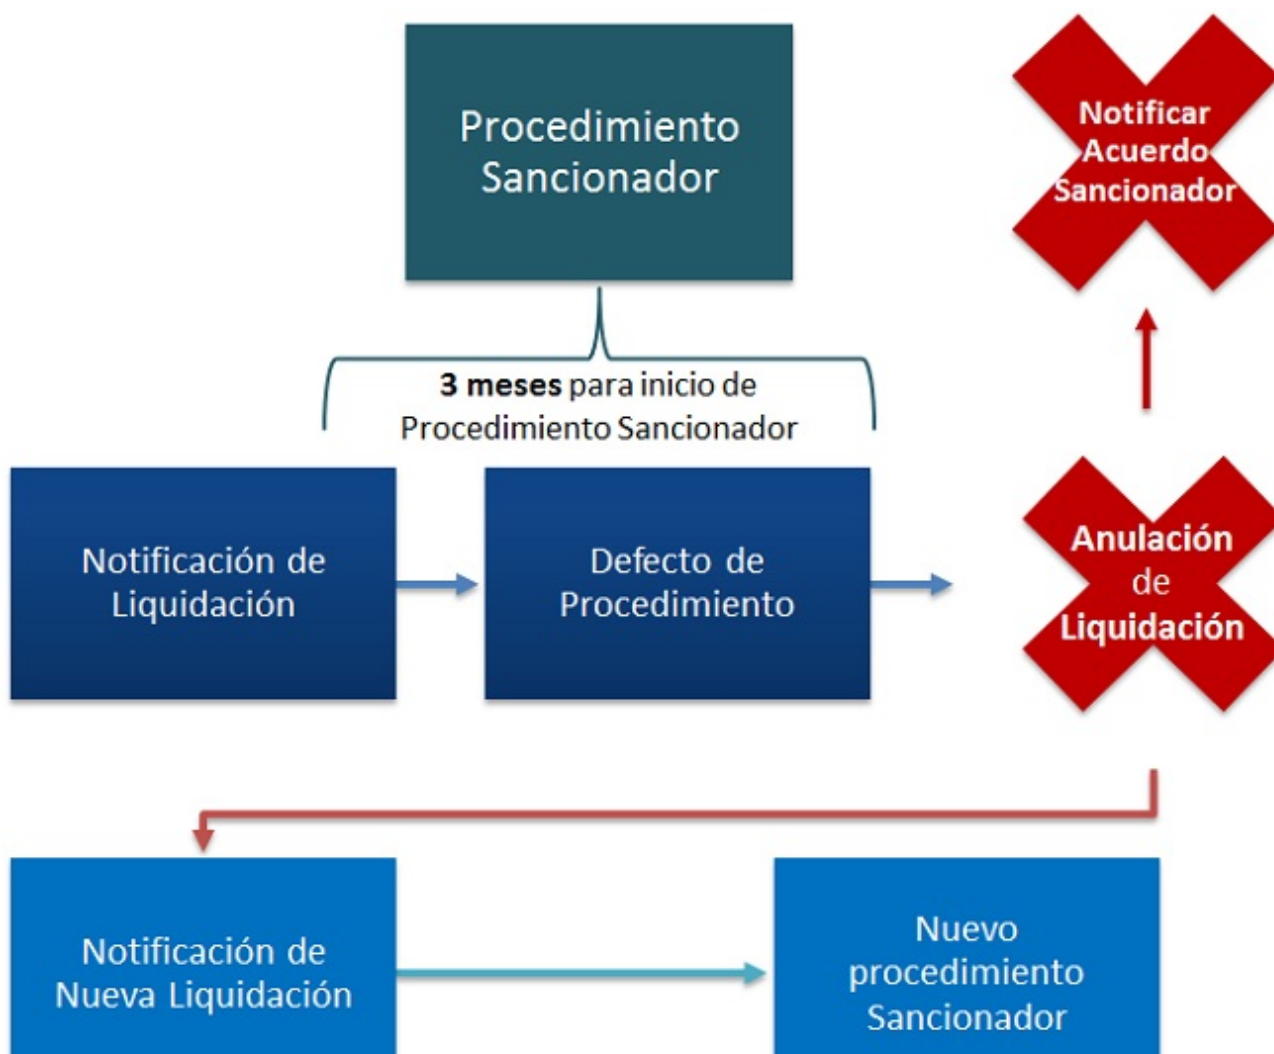 Procedimiento
Sancionador
Notificar
Acuerdo
Sancionador
3 meses para inicio de
Procedimiento Sancionador
Notificación de
Liquidación
Defecto de
Procedimiento
Anulación
de
Liquidación
Notificación de
Nueva Liquidación
Nuevo
procedimiento
Sancionador